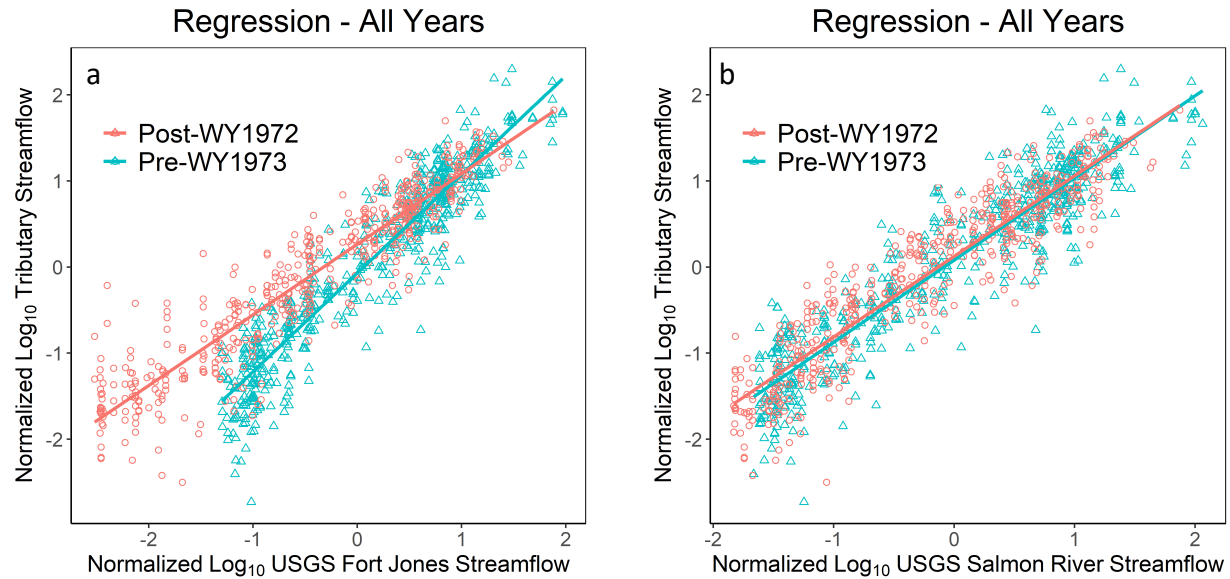 Regression - All Years
a
Post-WY1972
Pre-WY1973
Normalized Log₁₀ Tributary Streamflow
2
1
0
-1
-2
-2 -1 0 1 2
Normalized Log₁₀ USGS Fort Jones Streamflow
Regression - All Years
b
Post-WY1972
Pre-WY1973
Normalized Log₁₀ Tributary Streamflow
2
1
0
-1
-2
-2 -1 0 1 2
Normalized Log₁₀ USGS Salmon River Streamflow